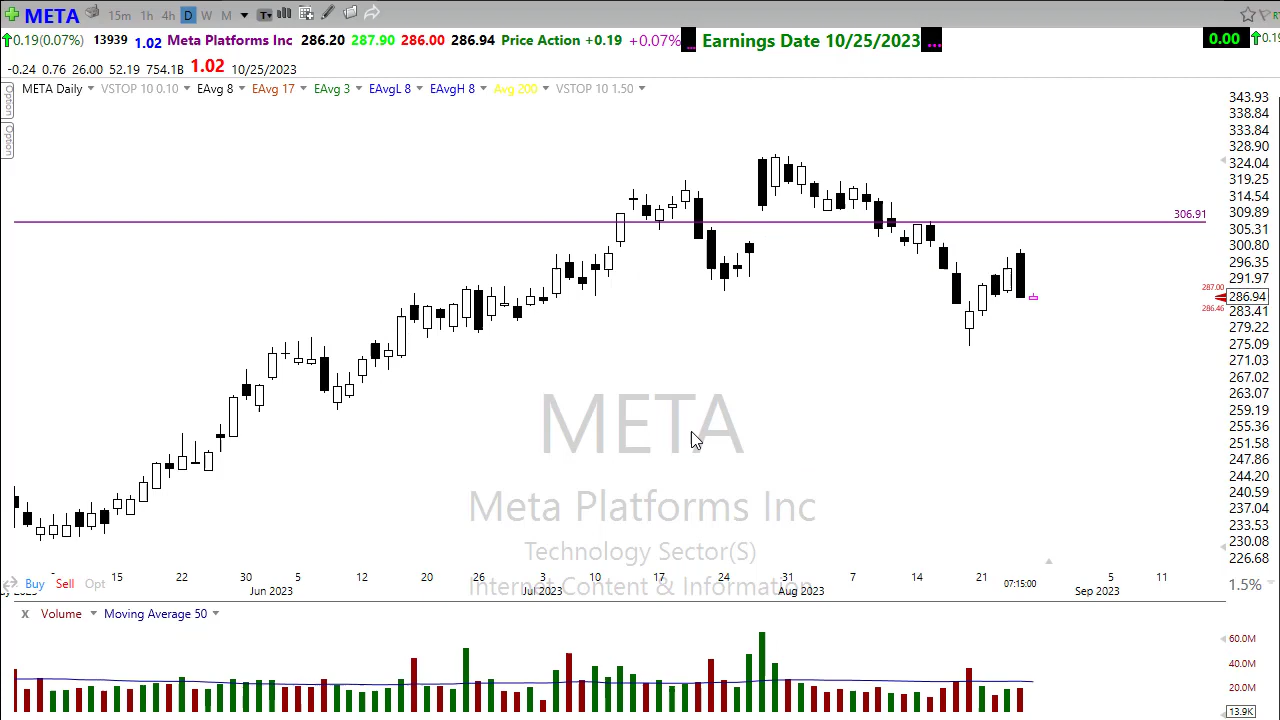 META 15m 1h 4h D W M T
0.19(0.07%) 13939 1.02 Meta Platforms Inc 286.20 287.90 286.00 286.94 Price Action +0.19 +0.07% ... Earnings Date 10/25/2023 ... 0.00 0.19
-0.24 0.76 26.00 52.19 754.1B 1.02 10/25/2023
META Daily VSTOP 10 0.10 EAvg 8 EAvg 17 EAvg 3 EAvgL 8 EAvgH 8 Avg 200 VSTOP 10 1.50
Option
Option
343.93
338.84
333.84
328.90
324.04
319.25
314.54
309.89
306.91
305.31
300.80
296.35
291.97
287.00
286.94
286.46
283.41
279.22
275.09
271.03
267.02
263.07
259.19
255.36
251.58
247.86
244.20
240.59
237.04
233.53
230.08
226.68
META
Meta Platforms Inc
Technology Sector(S)
Internet Content & Information
15 22 30 5 12 20 26 3 10 17 24 31 7 14 21 07:15:00 5 11
Buy Sell Opt 1.5%
2023 Jun 2023 Jul 2023 Aug 2023 Sep 2023
X Volume Moving Average 50
60.0M
40.0M
20.0M
13.9K